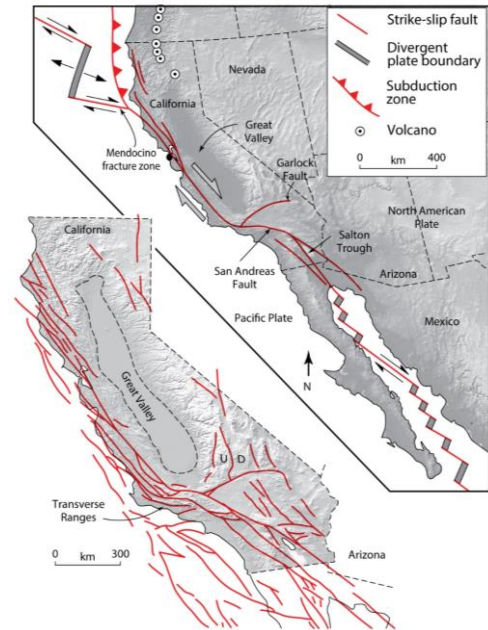 Strike-slip fault
Divergent
plate boundary
Subduction
zone
Volcano
0 km 400
Nevada
California
Great
Valley
Mendocino
fracture zone
Garlock
Fault
North American
Plate
Salton
Trough
Arizona
San Andreas
Fault
Pacific Plate
Mexico
N
California
Great Valley
U D
Transverse
Ranges
Arizona
0 km 300